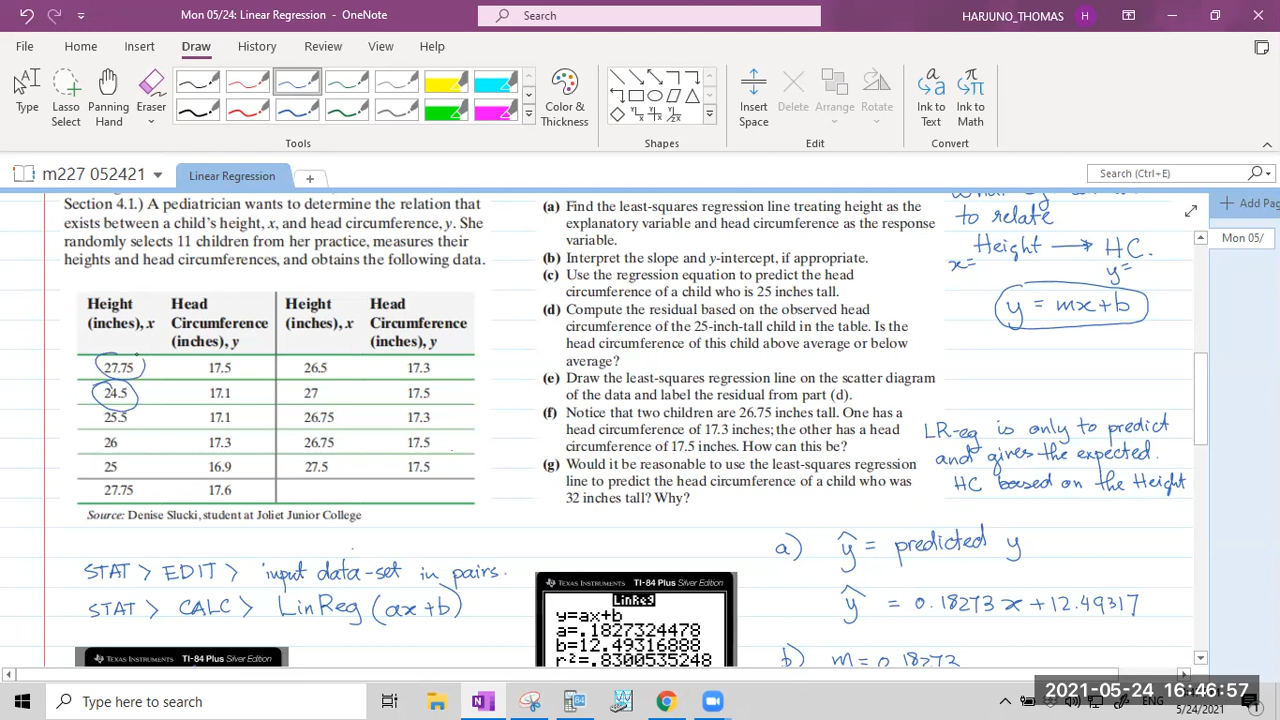 Mon 05/24: Linear Regression - OneNote
Search
HARJUNO_THOMAS
H
File
Home
Insert
Draw
History
Review
View
Help
Type
Lasso Select
Panning Hand
Eraser
Color & Thickness
Insert Space
Delete
Arrange
Rotate
Ink to Text
Ink to Math
Tools
Shapes
Edit
Convert
m227 052421
Linear Regression
Search (Ctrl+E)
Add Pag
Mon 05/
Section 4.1.) A pediatrician wants to determine the relation that
exists between a child's height, x, and head circumference, y. She
randomly selects 11 children from her practice, measures their
heights and head circumferences, and obtains the following data.
Height (inches), x | Head Circumference (inches), y | Height (inches), x | Head Circumference (inches), y
27.75 17.5 26.5 17.3
24.5 17.1 27 17.5
25.5 17.1 26.75 17.3
26 17.3 26.75 17.5
25 16.9 27.5 17.5
27.75 17.6
Source: Denise Slucki, student at Joliet Junior College
(a) Find the least-squares regression line treating height as the
explanatory variable and head circumference as the response
variable.
(b) Interpret the slope and y-intercept, if appropriate.
(c) Use the regression equation to predict the head
circumference of a child who is 25 inches tall.
(d) Compute the residual based on the observed head
circumference of the 25-inch-tall child in the table. Is the
head circumference of this child above average or below
average?
(e) Draw the least-squares regression line on the scatter diagram
of the data and label the residual from part (d).
(f) Notice that two children are 26.75 inches tall. One has a
head circumference of 17.3 inches; the other has a head
circumference of 17.5 inches. How can this be?
(g) Would it be reasonable to use the least-squares regression
line to predict the head circumference of a child who was
32 inches tall? Why?
to relate
Height → HC.
x= y=
y = mx+b
LR-eq is only to predict
and gives the expected.
HC based on the Height
STAT > EDIT > input data-set in pairs.
STAT > CALC > LinReg (ax+b)
TEXAS INSTRUMENTS TI-84 Plus Silver Edition
TEXAS INSTRUMENTS TI-84 Plus Silver Edition
LinReg
y=ax+b
a=.1827324478
b=12.49316888
r²=.8300535248
a) ŷ = predicted y
ŷ = 0.18273x + 12.49317
b) m = 0.18273
Type here to search
84
ENG
2021-05-24 16:46:57
5/24/2021